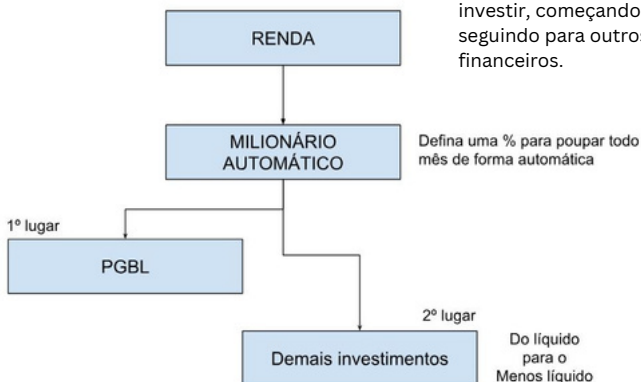 investir, começando
seguindo para outros
financeiros.
RENDA
MILIONÁRIO
AUTOMÁTICO
Defina uma % para poupar todo
mês de forma automática
1º lugar
PGBL
2º lugar
Demais investimentos
Do líquido
para o
Menos líquido